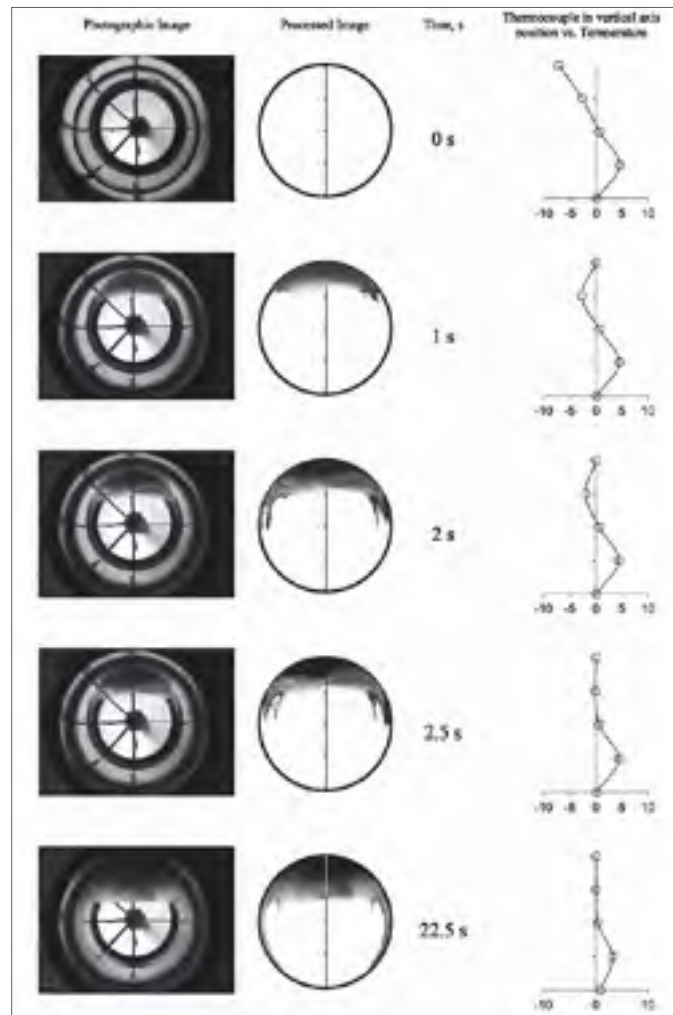 Photographic Image Processed Image Time, s Thermocouple in vertical axis
position vs. Temperature
0 s
-10 -5 0 5 10
1 s
-10 -5 0 5 10
2 s
-10 -5 0 5 10
2.5 s
-10 -5 0 5 10
22.5 s
-10 -5 0 5 10